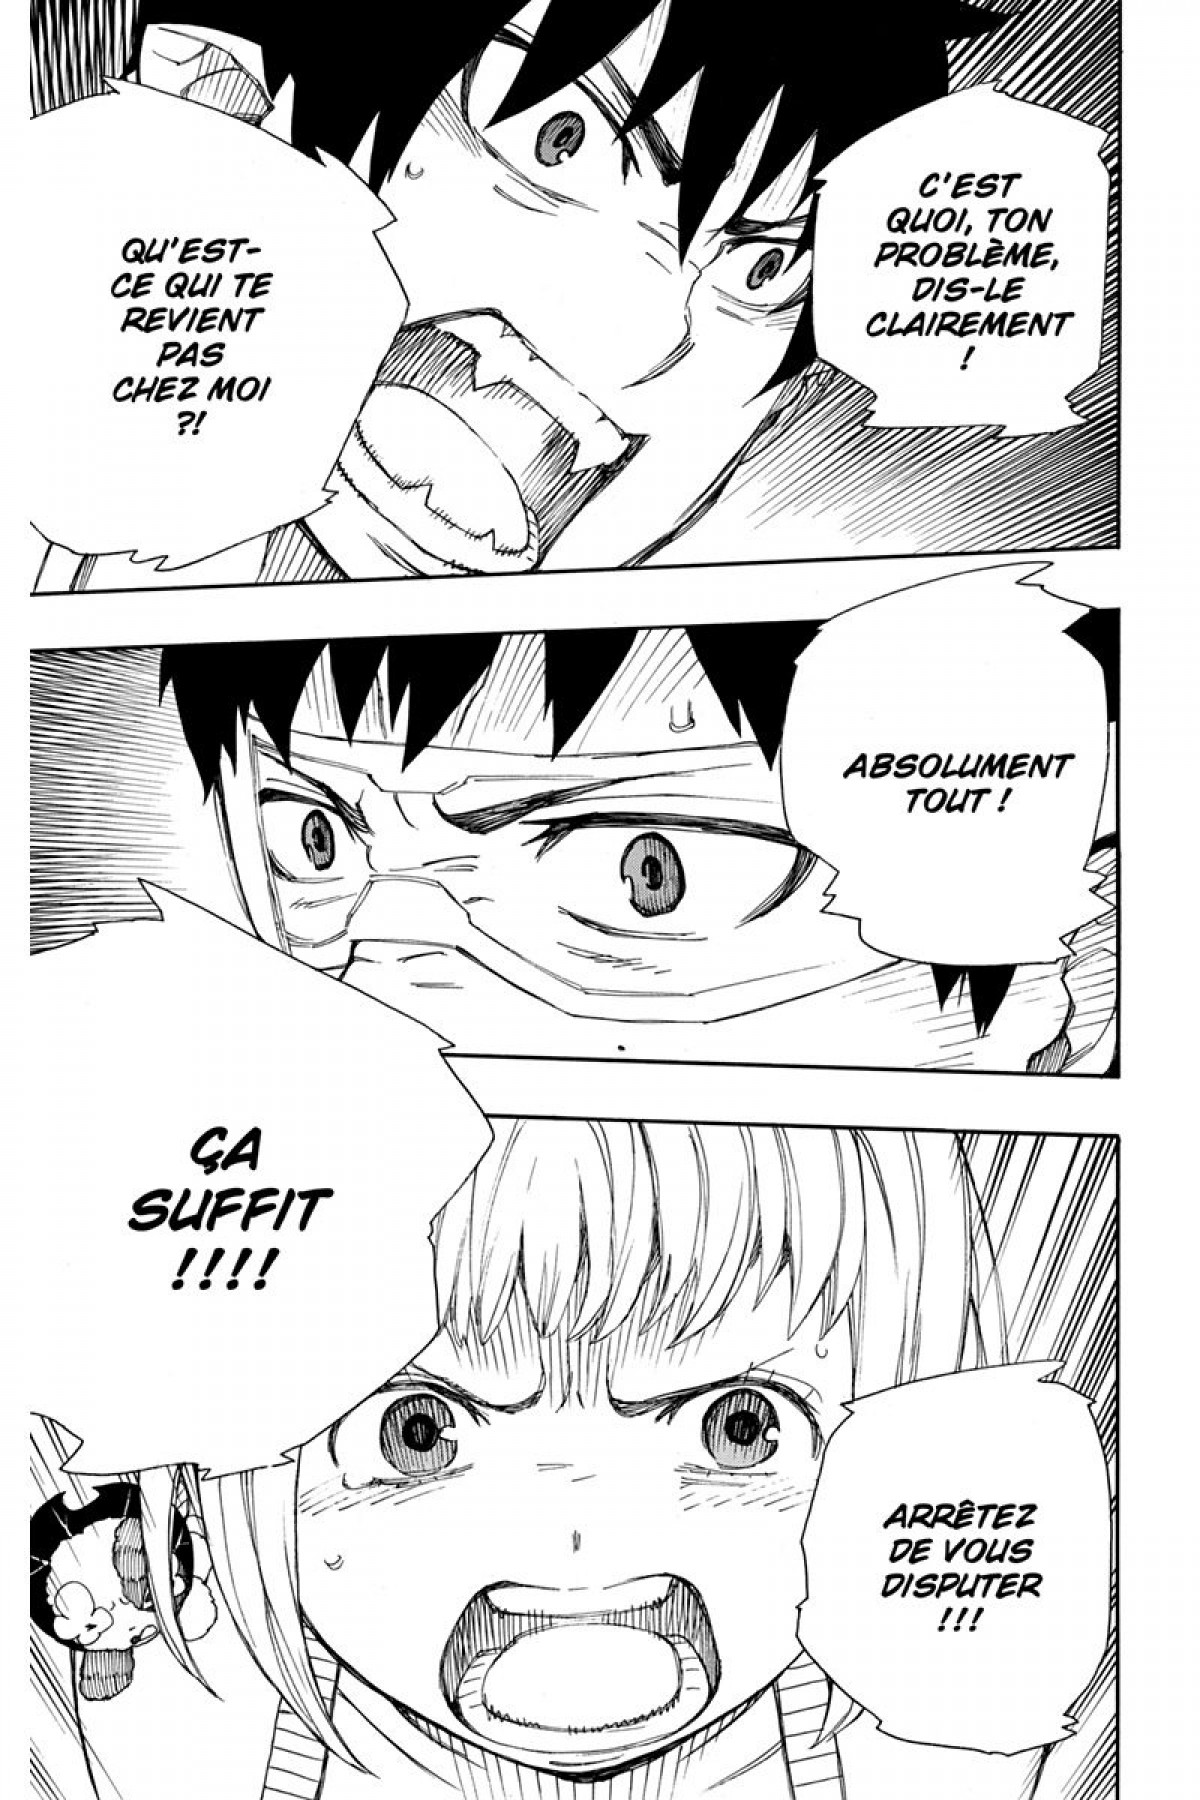 C'EST
QUOI, TON
PROBLÈME,
DIS-LE
CLAIREMENT
!
QU'EST-
CE QUI TE
REVIENT
PAS
CHEZ MOI
?!
ABSOLUMENT
TOUT !
ÇA
SUFFIT
!!!!
ARRÊTEZ
DE VOUS
DISPUTER
!!!